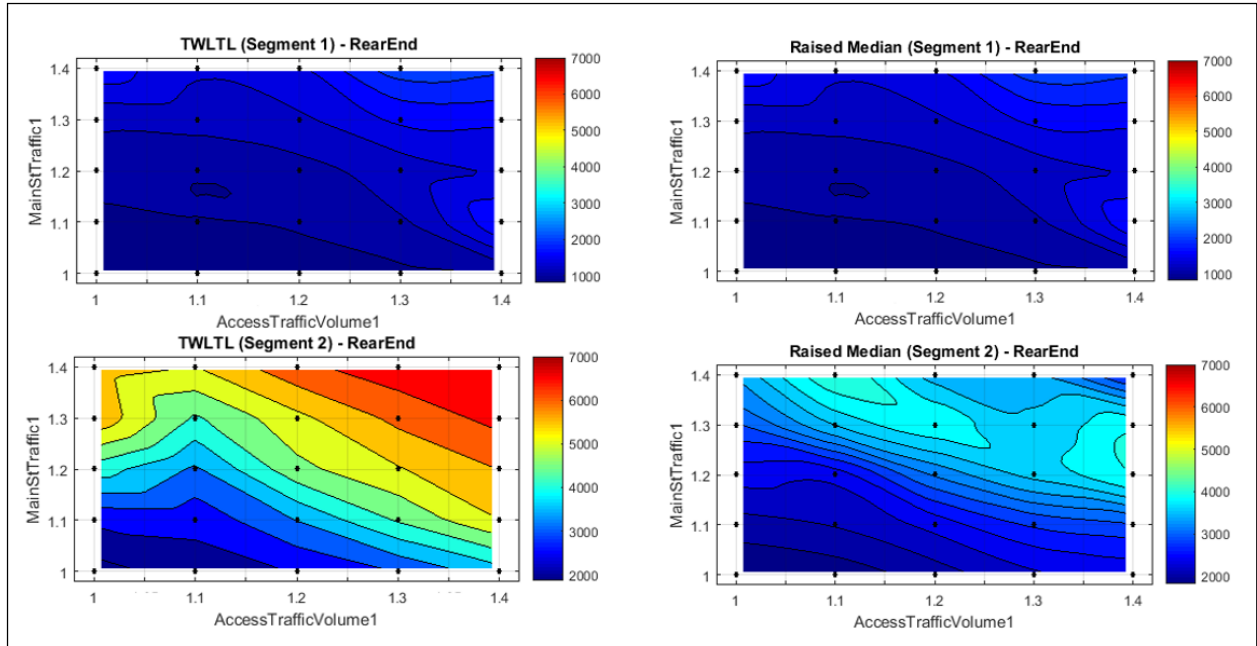 TWLTL (Segment 1) - RearEnd
1.4
1.3
1.2
1.1
1
MainStTraffic1
1 1.1 1.2 1.3 1.4
AccessTrafficVolume1
7000
6000
5000
4000
3000
2000
1000
Raised Median (Segment 1) - RearEnd
1.4
1.3
1.2
1.1
1
MainStTraffic1
1 1.1 1.2 1.3 1.4
AccessTrafficVolume1
7000
6000
5000
4000
3000
2000
1000
TWLTL (Segment 2) - RearEnd
1.4
1.3
1.2
1.1
1
MainStTraffic1
1 1.1 1.2 1.3 1.4
AccessTrafficVolume1
7000
6000
5000
4000
3000
2000
Raised Median (Segment 2) - RearEnd
1.4
1.3
1.2
1.1
1
MainStTraffic1
1 1.1 1.2 1.3 1.4
AccessTrafficVolume1
7000
6000
5000
4000
3000
2000